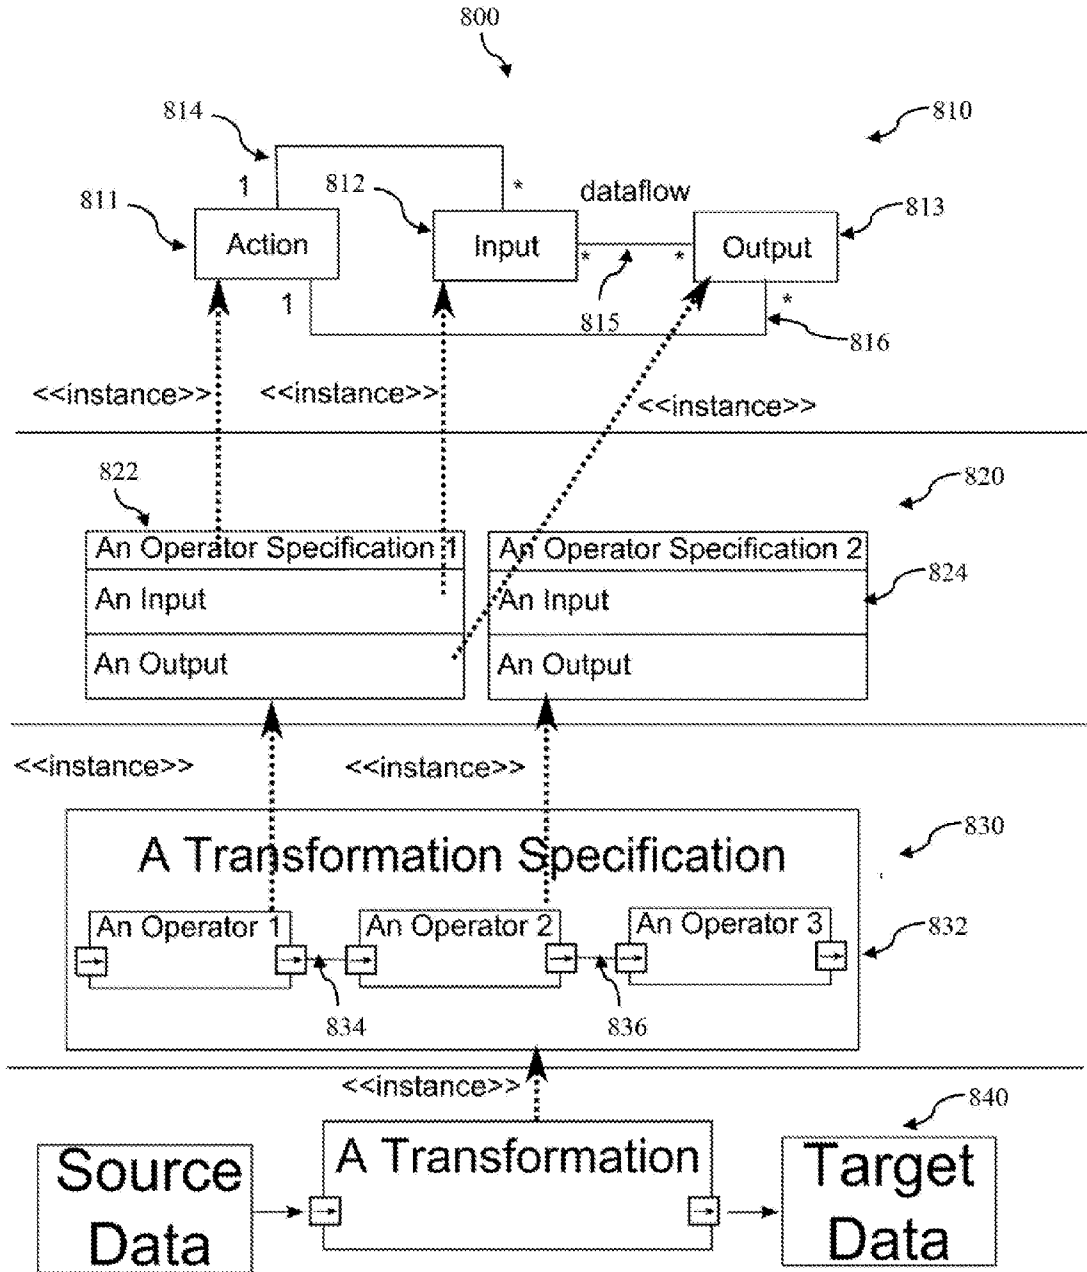 800
814
810
1
812
*
dataflow
811
813
Action
Input
Output
*
*
1
*
815
816
<<instance>>
<<instance>>
<<instance>>
822
820
An Operator Specification 1
An Operator Specification 2
824
An Input
An Input
An Output
An Output
<<instance>>
<<instance>>
830
A Transformation Specification
An Operator 1
An Operator 2
An Operator 3
832
834
836
<<instance>>
840
A Transformation
Source
Data
Target
Data